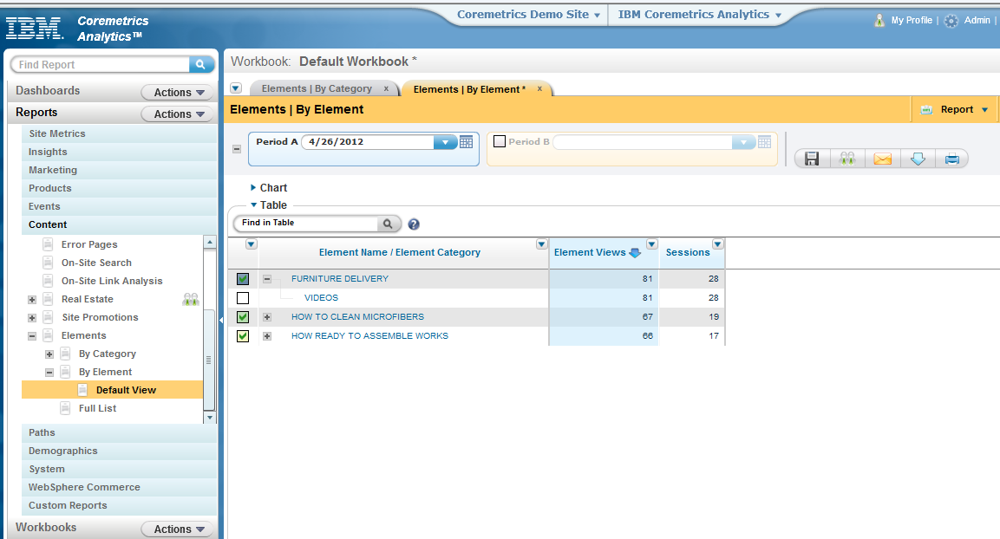 Coremetrics Demo Site
IBM Coremetrics Analytics
IBM
Coremetrics
Analytics™
My Profile | Admin |
Find Report
Dashboards
Actions
Reports
Actions
Site Metrics
Insights
Marketing
Products
Events
Content
Error Pages
On-Site Search
On-Site Link Analysis
Real Estate
Site Promotions
Elements
By Category
By Element
Default View
Full List
Paths
Demographics
System
WebSphere Commerce
Custom Reports
Workbooks
Actions
Workbook: Default Workbook *
Elements | By Category x
Elements | By Element * x
Elements | By Element
Report
Period A 4/26/2012
Period B
Chart
Table
Find in Table
?
Element Name / Element Category Element Views Sessions
FURNITURE DELIVERY 81 28
VIDEOS 81 28
HOW TO CLEAN MICROFIBERS 67 19
HOW READY TO ASSEMBLE WORKS 66 17